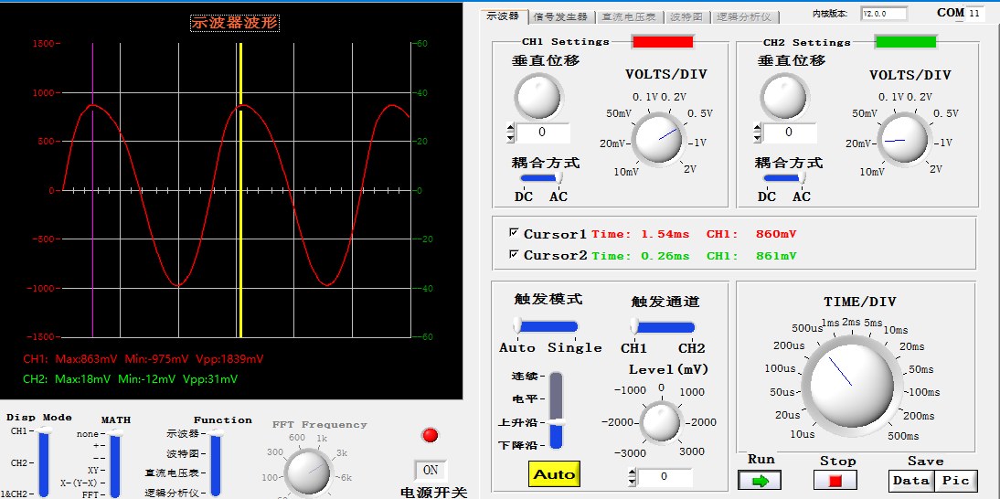 示波器波形
1500
1000
500
0
-500
-1000
-1500
60
40
20
0
20
40
60
CH1: Max:863mV Min:-975mV Vpp:1839mV
CH2: Max:18mV Min:-12mV Vpp:31mV
示波器 信号发生器 直流电压表 波特图 逻辑分析仪
内核版本: V2.0.0 COM 11
CH1 Settings
垂直位移
0
耦合方式
DC AC
VOLTS/DIV
0.1V 0.2V
50mV 0.5V
20mV 1V
10mV 2V
CH2 Settings
垂直位移
0
耦合方式
DC AC
VOLTS/DIV
0.1V 0.2V
50mV 0.5V
20mV 1V
10mV 2V
Cursor1 Time: 1.54ms CH1: 860mV
Cursor2 Time: 0.26ms CH1: 861mV
触发模式
Auto Single
触发通道
CH1 CH2
连续
电平
上升沿
下降沿
Auto
Level(mV)
-1000 0 1000
-2000 2000
-3000 3000
0
TIME/DIV
500us 1ms 2ms 5ms 10ms
200us 20ms
100us 50ms
50us 100ms
20us 200ms
10us 500ms
Run Stop Save
Data Pic
Disp Mode
CH1
CH2
1&CH2
MATH
none
+
--
XY
X-(Y-X)
FFT
Function
示波器
波特图
直流电压表
逻辑分析仪
FFT Frequency
600 1k
300 3k
100 6k
60
ON
电源开关